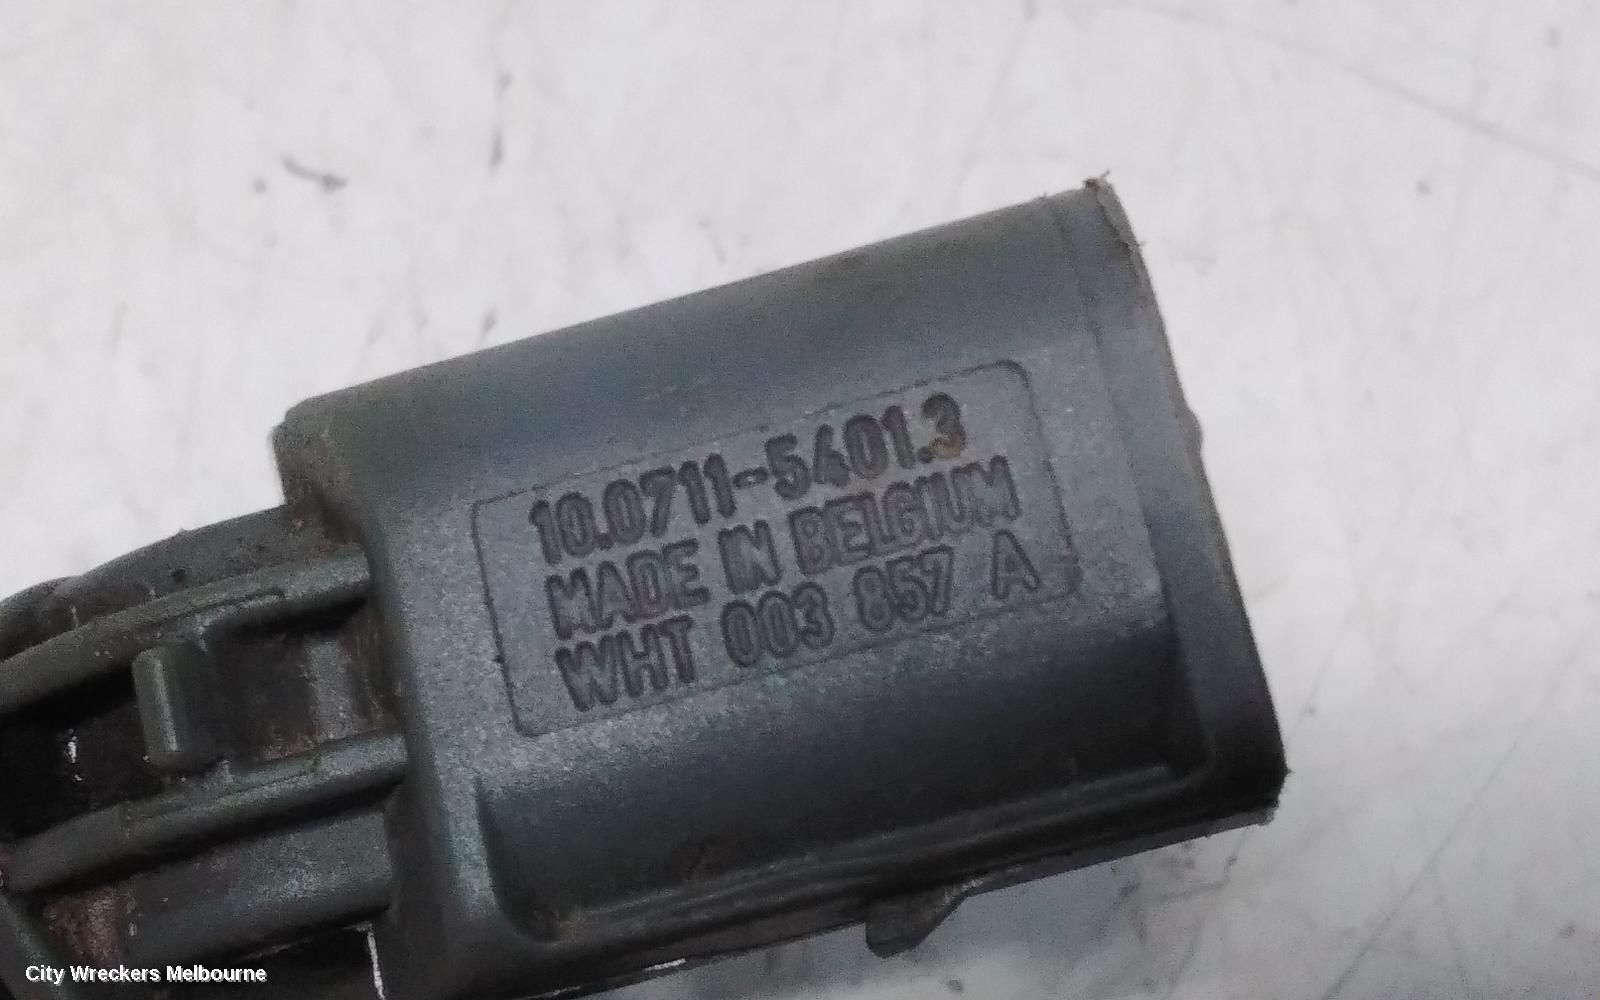 10.0711-5401.3
MADE IN BELGIUM
WHT 003 857 A
City Wreckers Melbourne